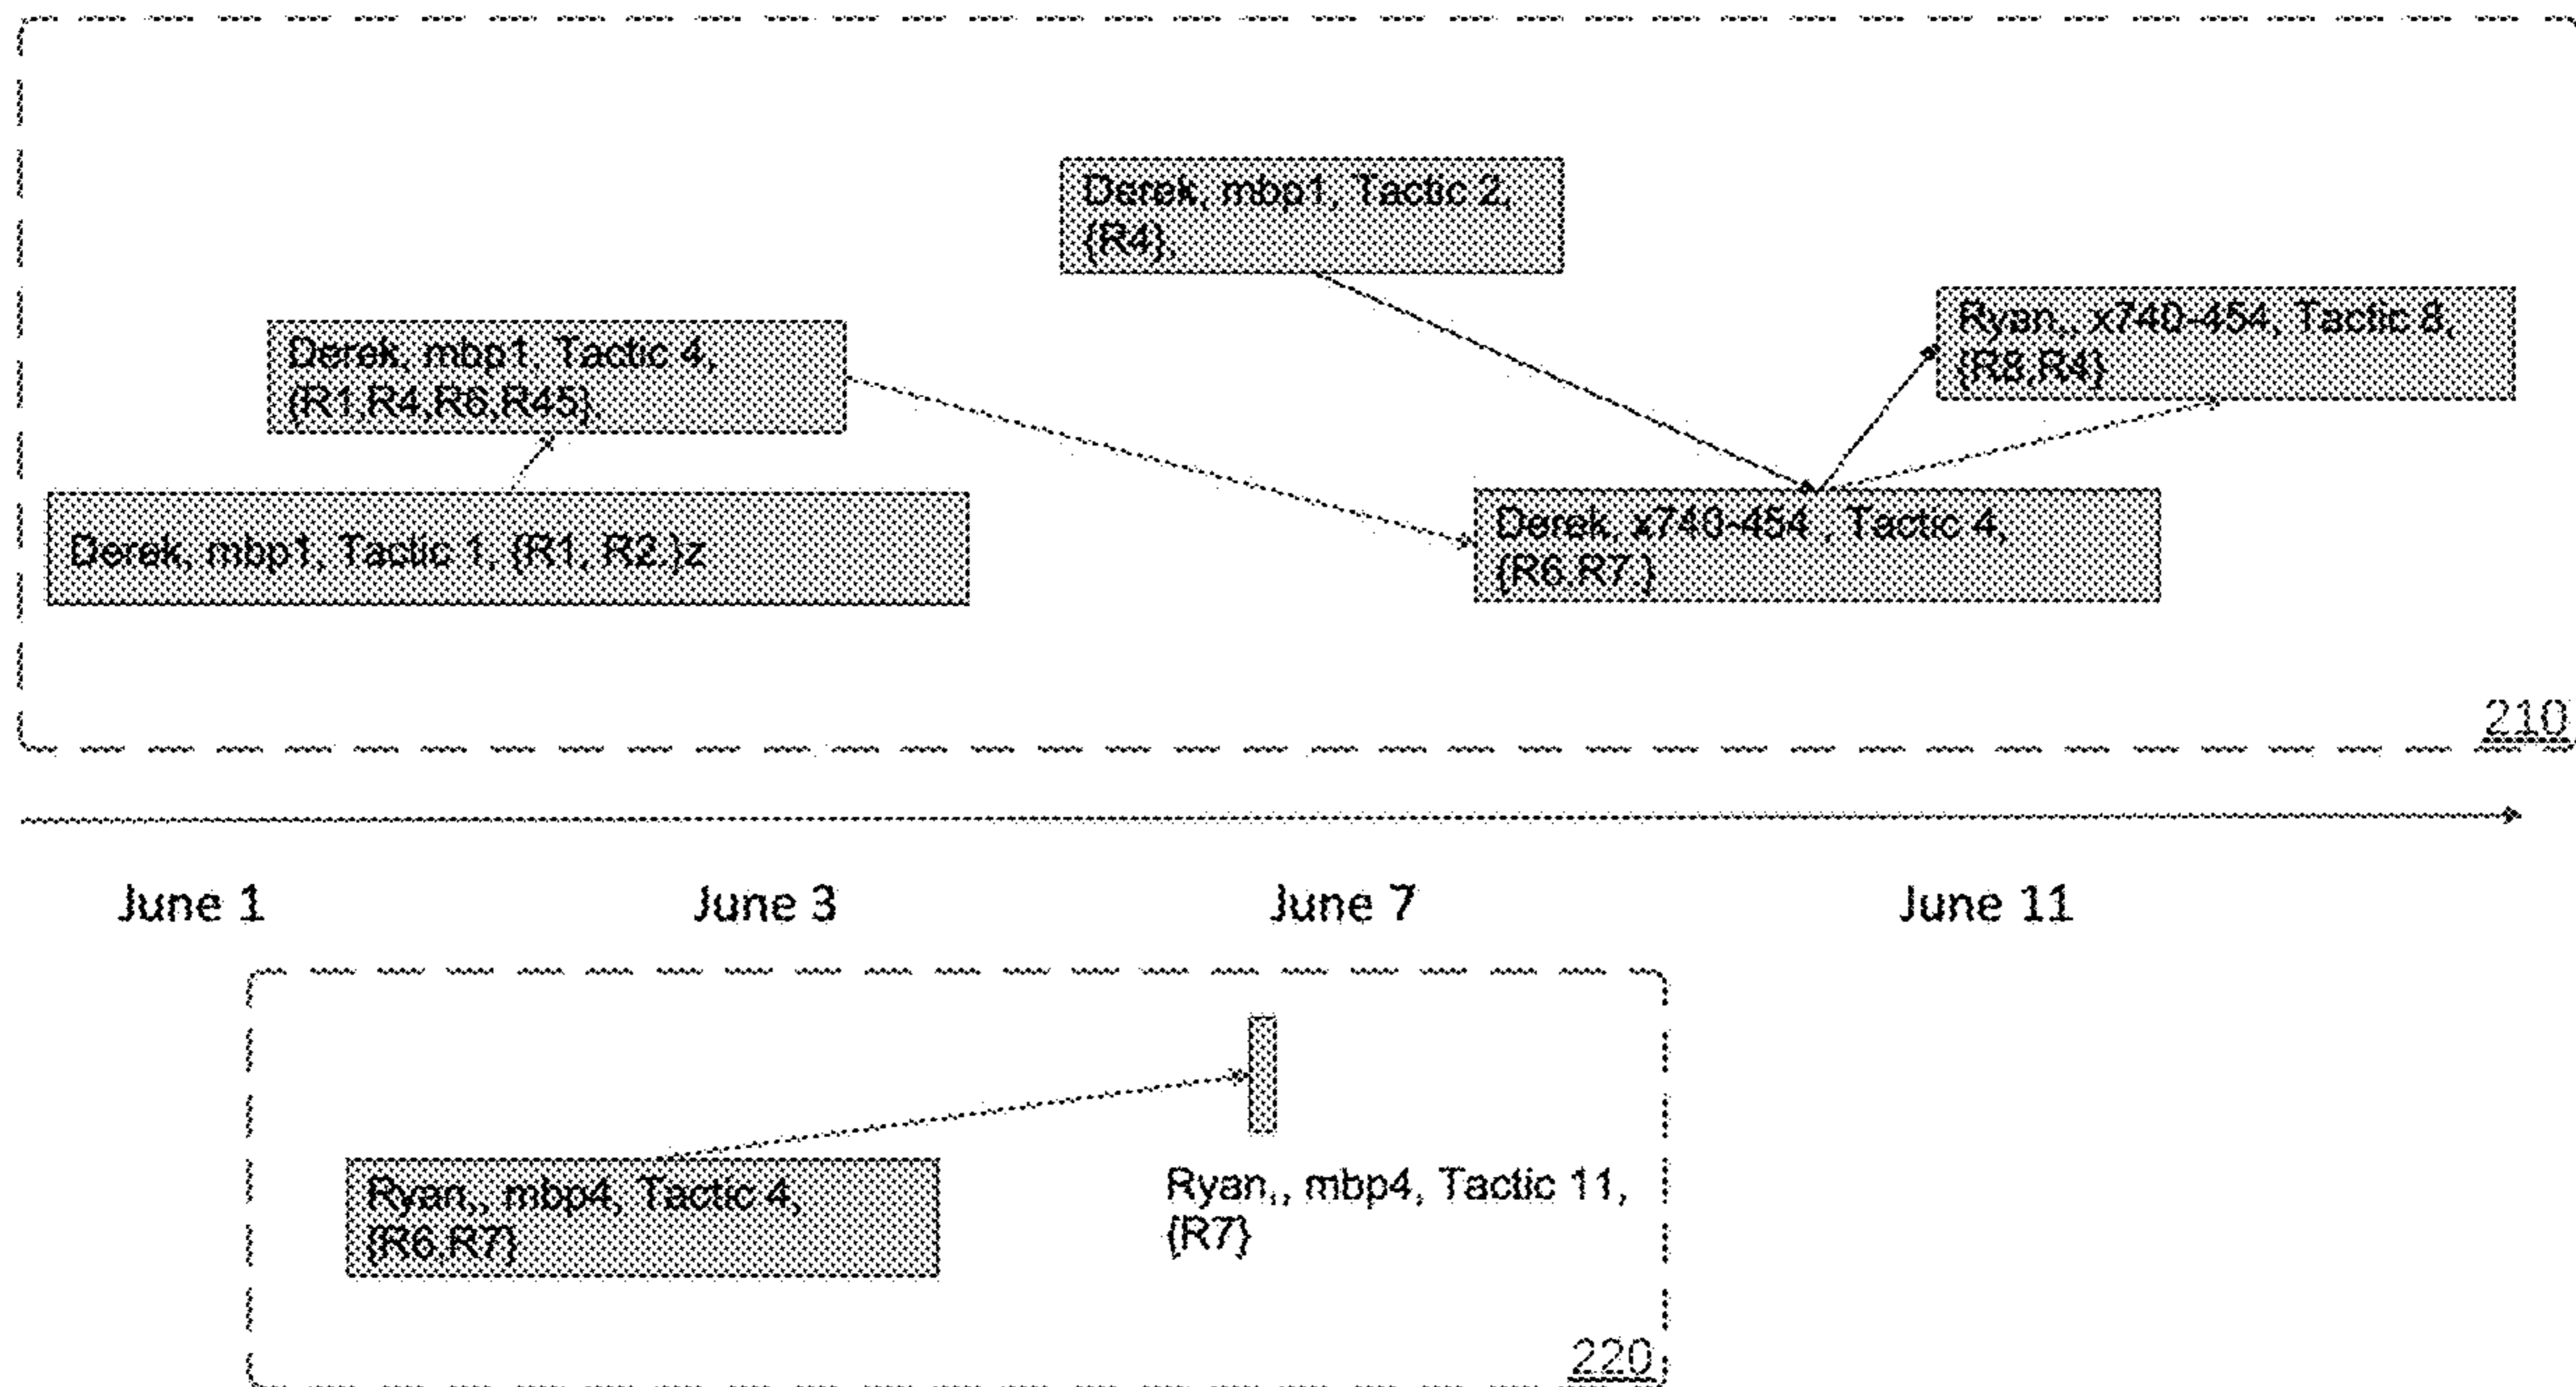 Derek, mbp1, Tactic 2,
{R4},
Ryan,, x740-454, Tactic 8,
{R8,R4}
Derek, mbp1, Tactic 4,
{R1,R4,R6,R45},
Derek, mbp1, Tactic 1, {R1, R2.}z
Derek, x740-454 , Tactic 4,
{R6.R7.}
210
June 1 June 3 June 7 June 11
Ryan,, mbp4, Tactic 4,
{R6.R7}
Ryan,, mbp4, Tactic 11,
{R7}
220